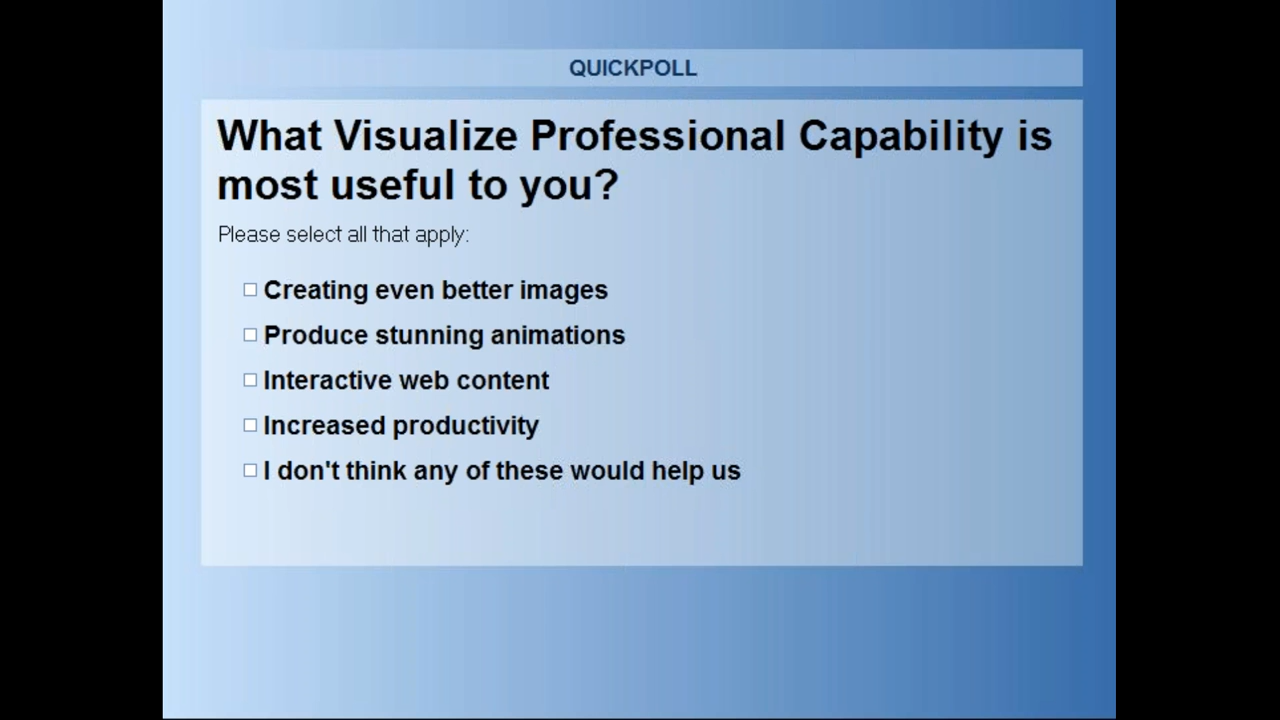 QUICKPOLL
What Visualize Professional Capability is
most useful to you?
Please select all that apply:
Creating even better images
Produce stunning animations
Interactive web content
Increased productivity
I don't think any of these would help us